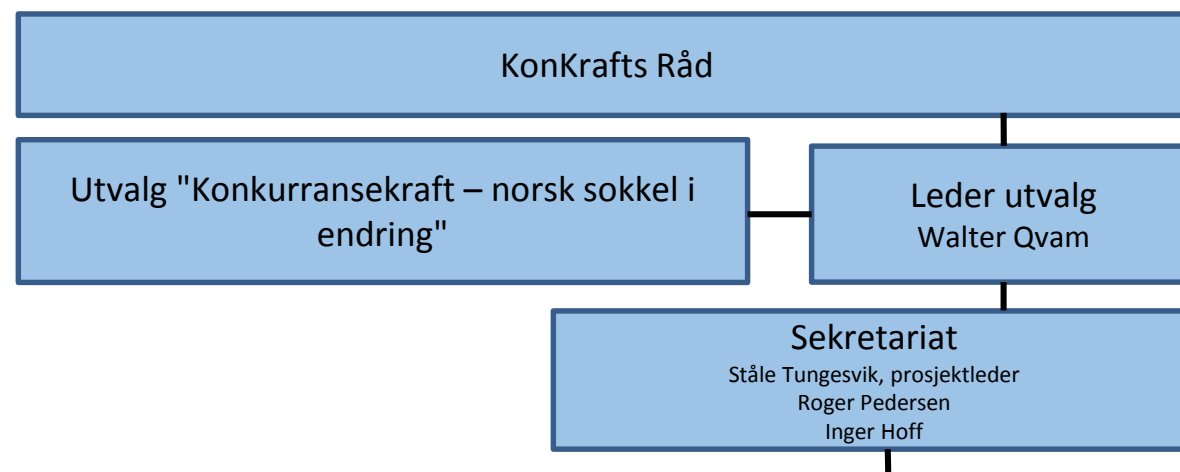 KonKrafts Råd
Utvalg "Konkurransekraft – norsk sokkel i
endring"
Leder utvalg
Walter Qvam
Sekretariat
Ståle Tungesvik, prosjektleder
Roger Pedersen
Inger Hoff